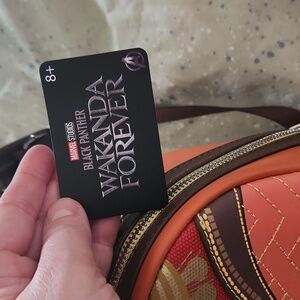 8+
MARVEL STUDIOS
BLACK PANTHER
WAKANDA
FOREVER